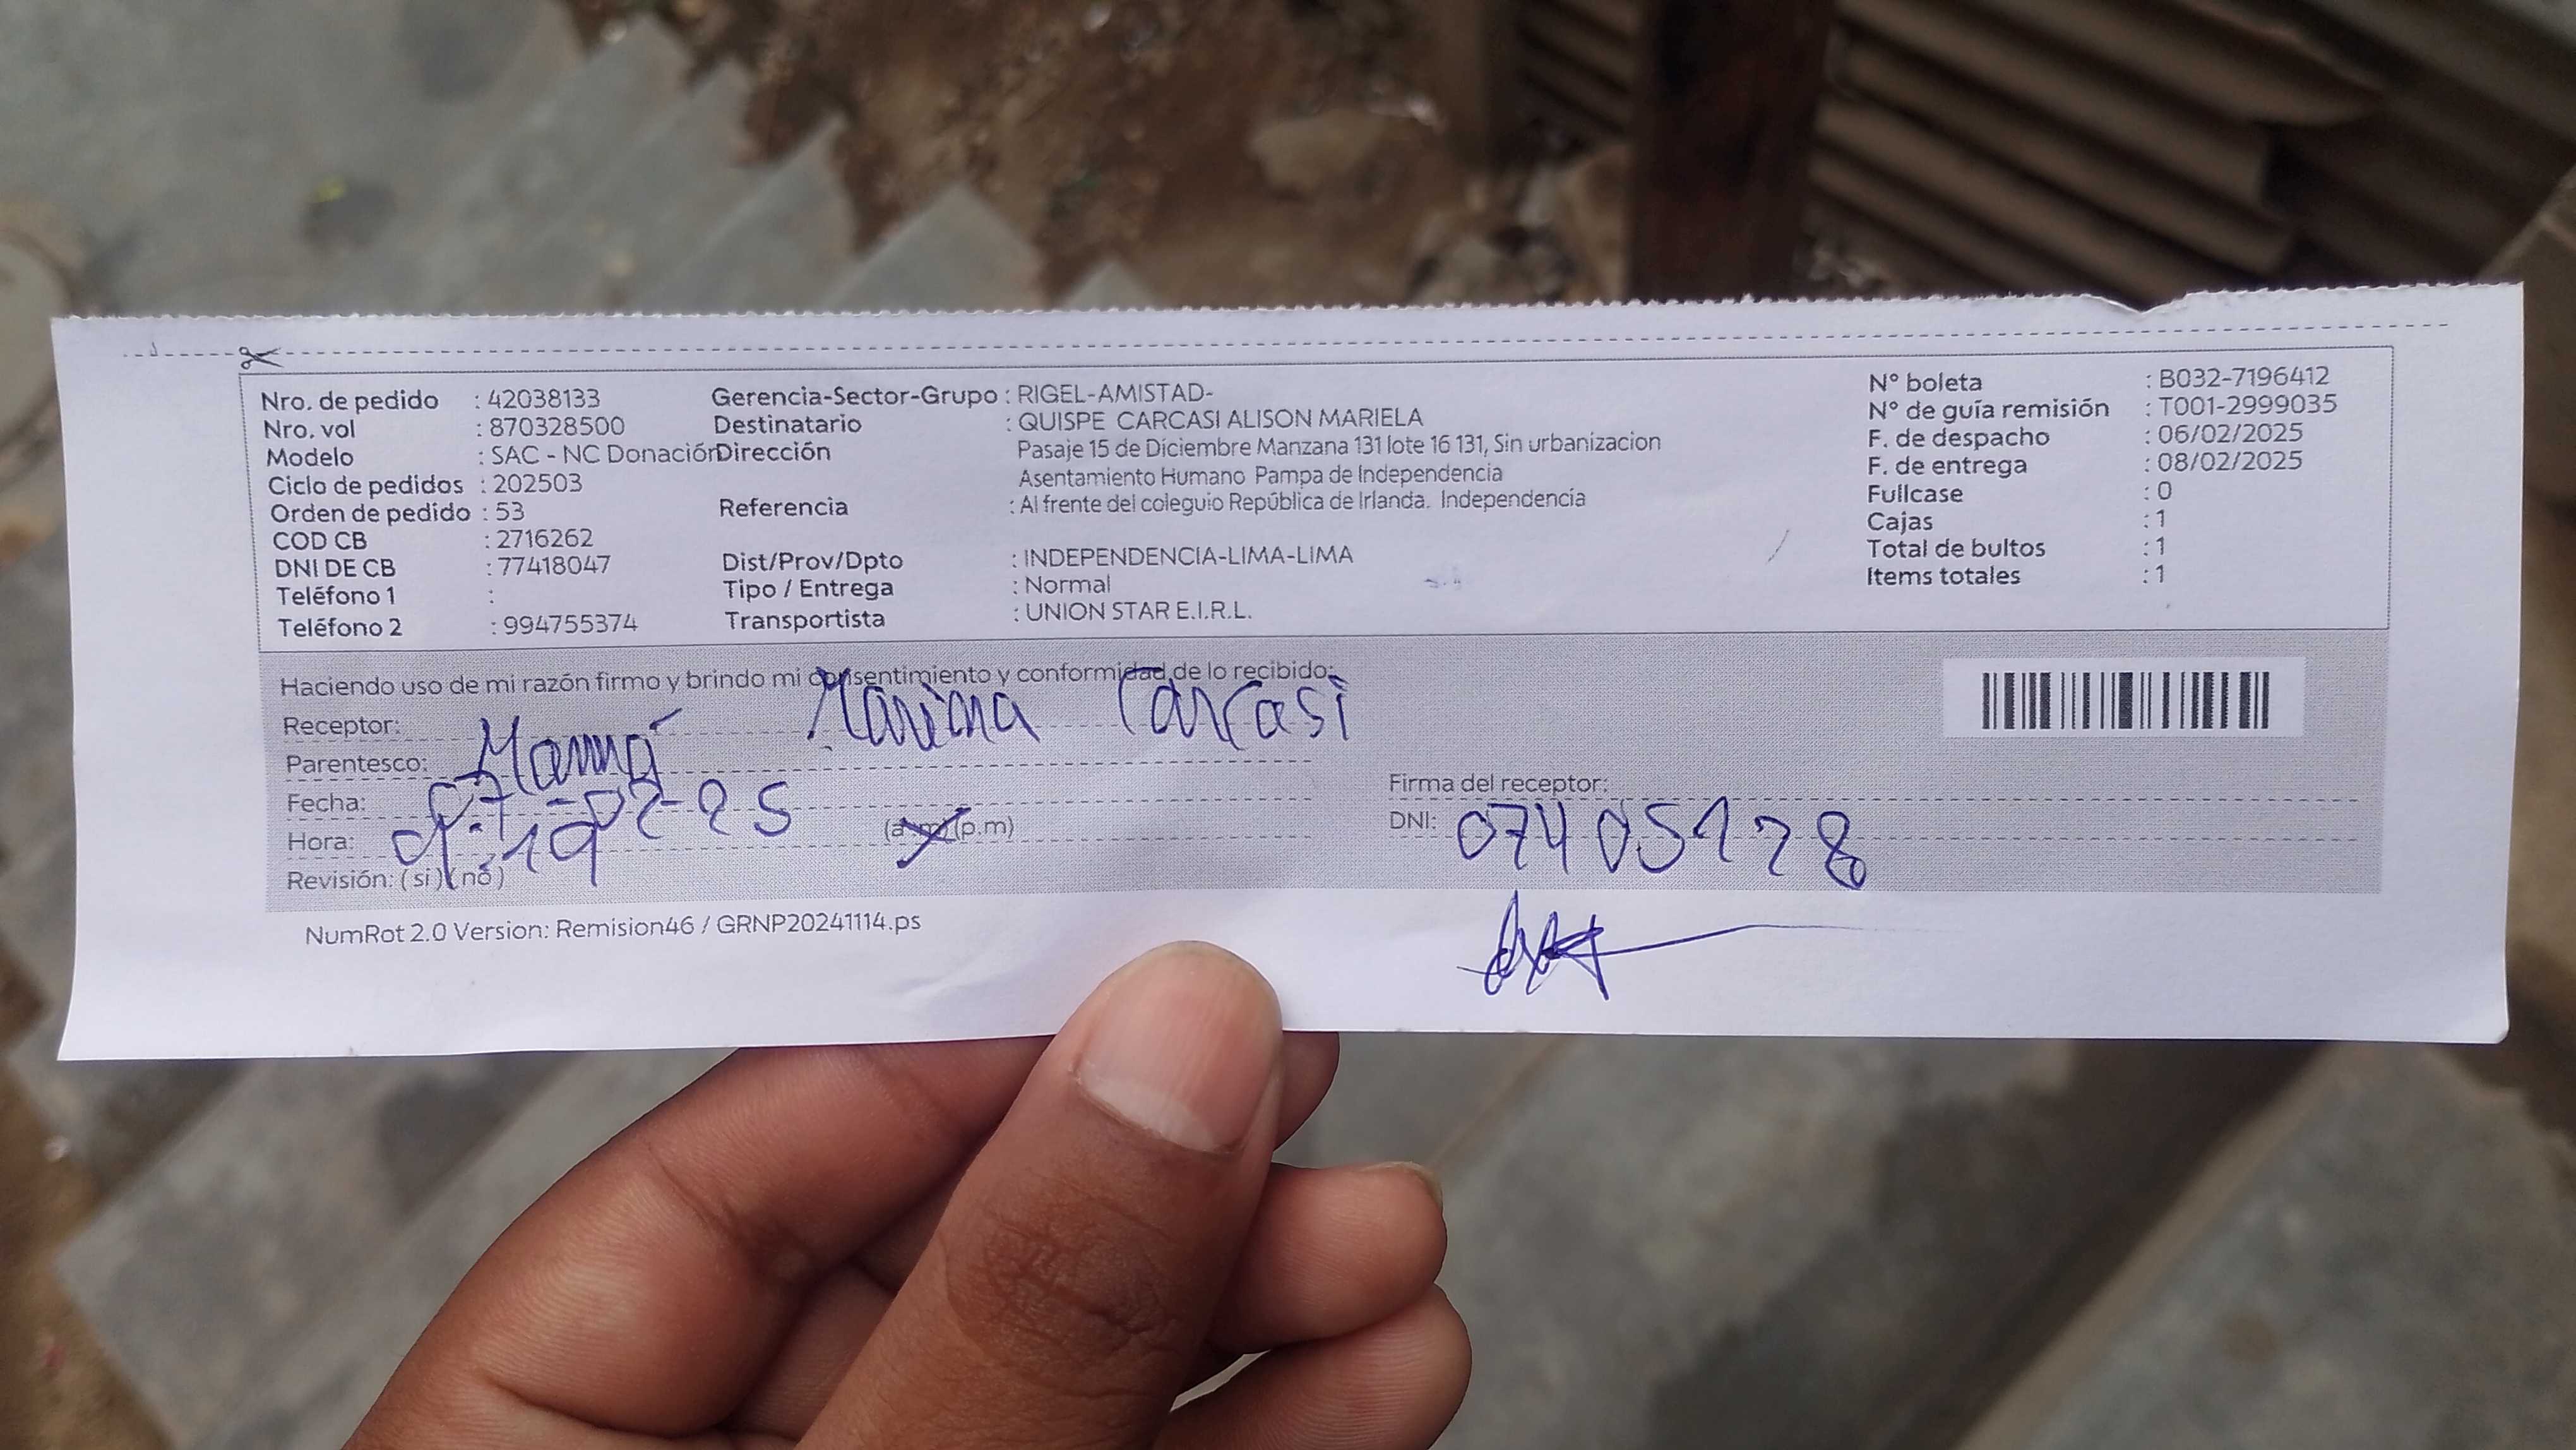 Nro. de pedido : 42038133
Nro. vol : 870328500
Modelo : SAC - NC Donación
Ciclo de pedidos : 202503
Orden de pedido : 53
COD CB : 2716262
DNI DE CB : 77418047
Teléfono 1 :
Teléfono 2 : 994755374
Gerencia-Sector-Grupo : RIGEL-AMISTAD-
Destinatario : QUISPE CARCASI ALISON MARIELA
Dirección Pasaje 15 de Diciembre Manzana 131 lote 16 131, Sin urbanizacion
Asentamiento Humano Pampa de Independencia
Referencia : Al frente del coleguio República de Irlanda. Independencia
Dist/Prov/Dpto : INDEPENDENCIA-LIMA-LIMA
Tipo / Entrega : Normal
Transportista : UNION STAR E.I.R.L.
N° boleta : B032-7196412
N° de guía remisión : T001-2999035
F. de despacho : 06/02/2025
F. de entrega : 08/02/2025
Fullcase : 0
Cajas : 1
Total de bultos : 1
Items totales : 1
Haciendo uso de mi razón firmo y brindo mi consentimiento y conformidad de lo recibido:
Receptor: Carcasi
Parentesco: Mamá
Fecha: 07-02-25
Hora: 9:19 (a.m) (p.m)
Revisión: ( si ) ( no )
Firma del receptor:
DNI: 07405128
NumRot 2.0 Version: Remision46 / GRNP20241114.ps